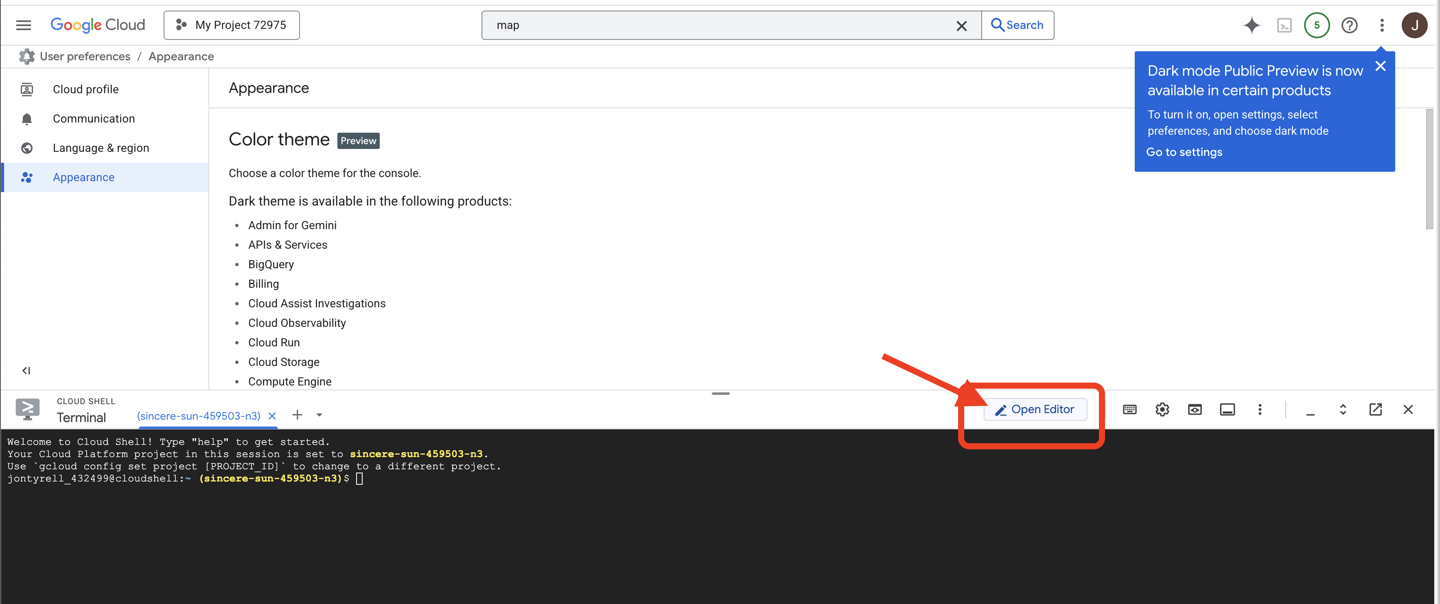 Google Cloud
My Project 72975
map
Search
5
J
User preferences / Appearance
Cloud profile
Communication
Language & region
Appearance
Appearance
Color theme Preview
Choose a color theme for the console.
Dark theme is available in the following products:
• Admin for Gemini
• APIs & Services
• BigQuery
• Billing
• Cloud Assist Investigations
• Cloud Observability
• Cloud Run
• Cloud Storage
• Compute Engine
Dark mode Public Preview is now
available in certain products
To turn it on, open settings, select
preferences, and choose dark mode
Go to settings
CLOUD SHELL
Terminal
(sincere-sun-459503-n3)
Open Editor
Welcome to Cloud Shell! Type "help" to get started.
Your Cloud Platform project in this session is set to sincere-sun-459503-n3.
Use `gcloud config set project [PROJECT_ID]` to change to a different project.
jontyrell_432499@cloudshell:~ (sincere-sun-459503-n3)$